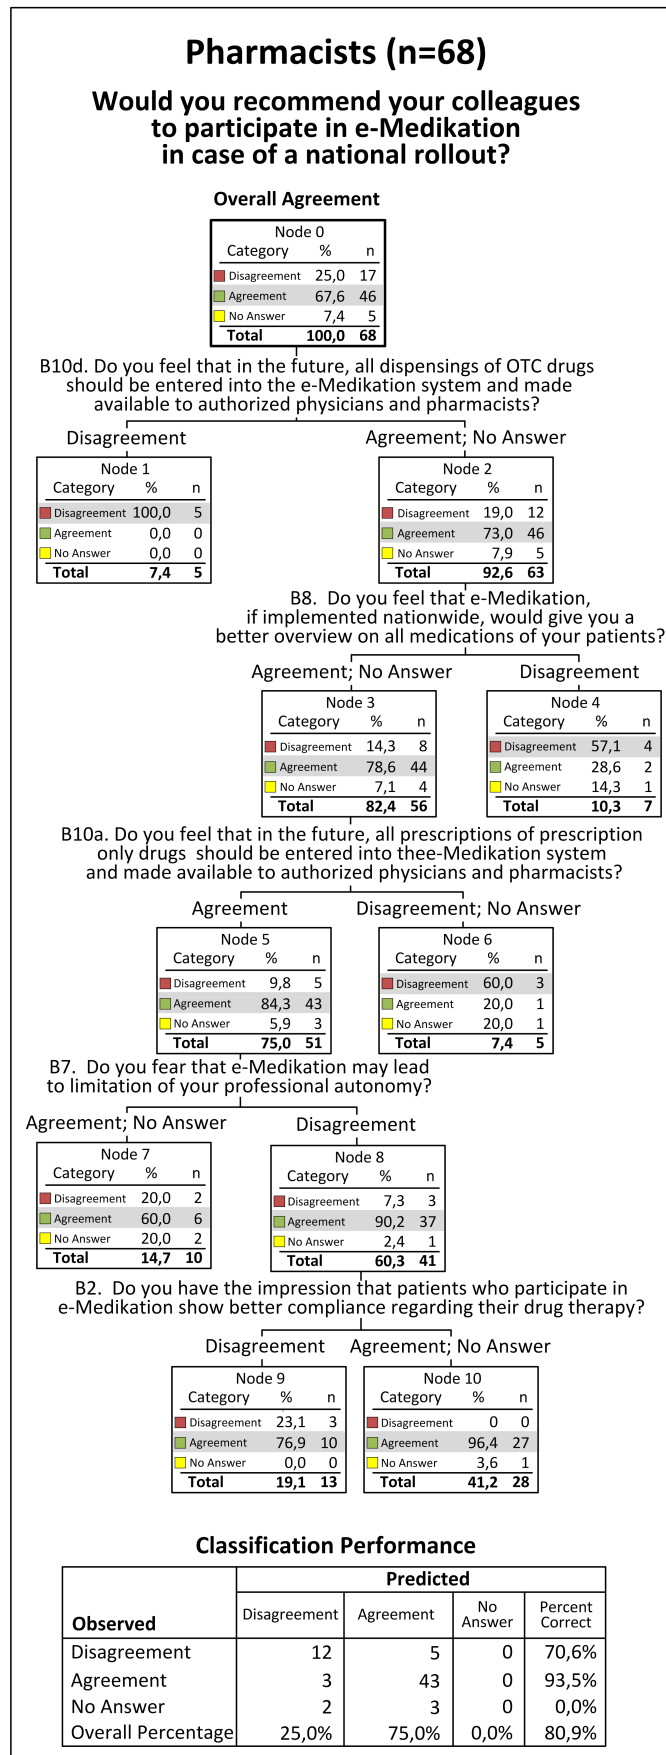 Pharmacists (n=68)
Would you recommend your colleagues
to participate in e-Medikation
in case of a national rollout?
Overall Agreement
Node 0
Category % n
Disagreement 25,0 17
Agreement 67,6 46
No Answer 7,4 5
Total 100,0 68
B10d. Do you feel that in the future, all dispensings of OTC drugs
should be entered into the e-Medikation system and made
available to authorized physicians and pharmacists?
Disagreement
Agreement; No Answer
Node 1
Category % n
Disagreement 100,0 5
Agreement 0,0 0
No Answer 0,0 0
Total 7,4 5
Node 2
Category % n
Disagreement 19,0 12
Agreement 73,0 46
No Answer 7,9 5
Total 92,6 63
B8. Do you feel that e-Medikation,
if implemented nationwide, would give you a
better overview on all medications of your patients?
Agreement; No Answer
Disagreement
Node 3
Category % n
Disagreement 14,3 8
Agreement 78,6 44
No Answer 7,1 4
Total 82,4 56
Node 4
Category % n
Disagreement 57,1 4
Agreement 28,6 2
No Answer 14,3 1
Total 10,3 7
B10a. Do you feel that in the future, all prescriptions of prescription
only drugs should be entered into thee-Medikation system
and made available to authorized physicians and pharmacists?
Agreement
Disagreement; No Answer
Node 5
Category % n
Disagreement 9,8 5
Agreement 84,3 43
No Answer 5,9 3
Total 75,0 51
Node 6
Category % n
Disagreement 60,0 3
Agreement 20,0 1
No Answer 20,0 1
Total 7,4 5
B7. Do you fear that e-Medikation may lead
to limitation of your professional autonomy?
Agreement; No Answer
Disagreement
Node 7
Category % n
Disagreement 20,0 2
Agreement 60,0 6
No Answer 20,0 2
Total 14,7 10
Node 8
Category % n
Disagreement 7,3 3
Agreement 90,2 37
No Answer 2,4 1
Total 60,3 41
B2. Do you have the impression that patients who participate in
e-Medikation show better compliance regarding their drug therapy?
Disagreement
Agreement; No Answer
Node 9
Category % n
Disagreement 23,1 3
Agreement 76,9 10
No Answer 0,0 0
Total 19,1 13
Node 10
Category % n
Disagreement 0 0
Agreement 96,4 27
No Answer 3,6 1
Total 41,2 28
Classification Performance
Predicted
Observed Disagreement Agreement No Answer Percent Correct
Disagreement 12 5 0 70,6%
Agreement 3 43 0 93,5%
No Answer 2 3 0 0,0%
Overall Percentage 25,0% 75,0% 0,0% 80,9%